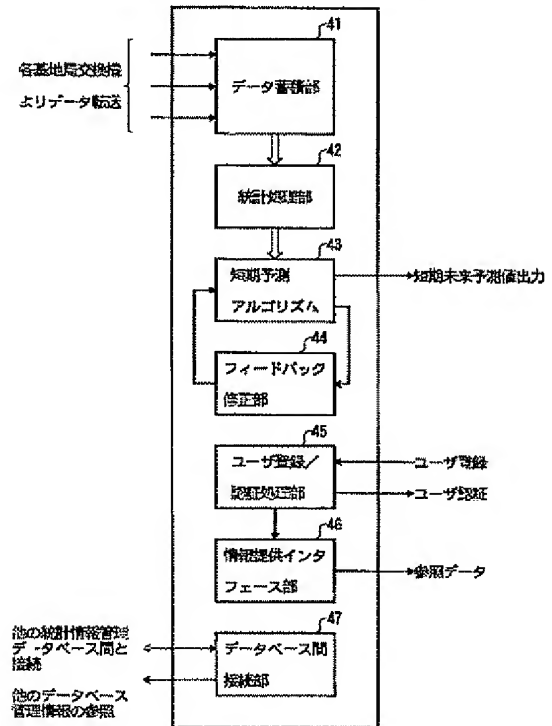 41
各基地局交換機
よりデータ転送
データ蓄積部
42
統計処理部
43
短期予測
アルゴリズム
短期未来予測値出力
44
フィードバック
修正部
45
ユーザ登録／
認証処理部
ユーザ登録
ユーザ認証
46
情報提供インタ
フェース部
参照データ
47
他の統計情報管理
データベース間と
接続
データベース間
接続部
他のデータベース
管理情報の参照